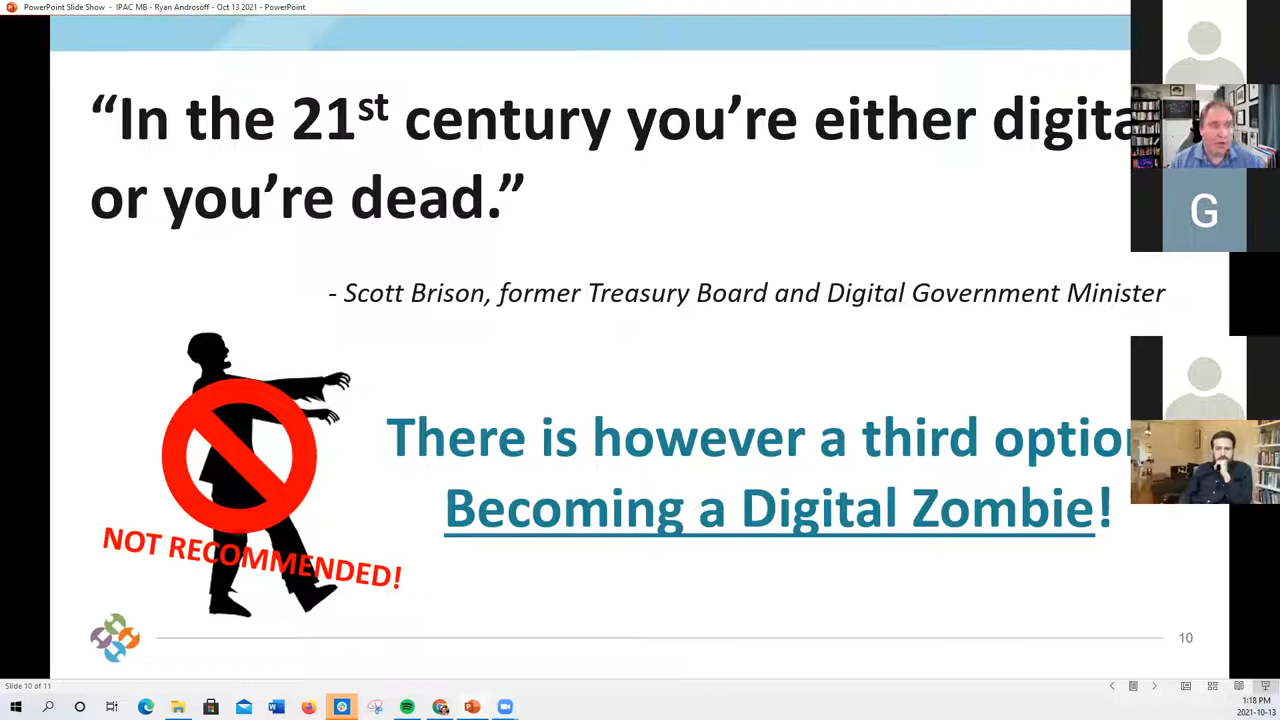 PowerPoint Slide Show - IPAC MB - Ryan Androsoff - Oct 13 2021 - PowerPoint
“In the 21st century you’re either digita
or you’re dead.”
G
- Scott Brison, former Treasury Board and Digital Government Minister
There is however a third option
Becoming a Digital Zombie!
NOT RECOMMENDED!
10
Slide 10 of 11
1:18 PM
2021-10-13